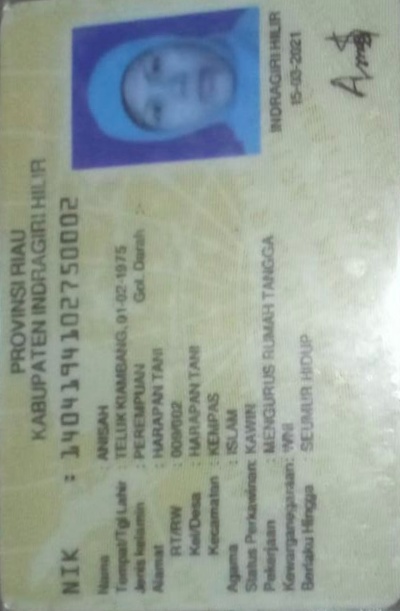 PROVINSI RIAU
KABUPATEN INDRAGIRI HILIR
NIK : 1404194102750002
Nama : ANISAH
Tempat/Tgl Lahir : TELUK KIAMBANG, 01-02-1975
Jenis kelamin : PEREMPUAN Gol. Darah : -
Alamat : HARAPAN TANI
RT/RW : 009/002
Kel/Desa : HARAPAN TANI
Kecamatan : KEMPAS
Agama : ISLAM
Status Perkawinan: KAWIN
Pekerjaan : MENGURUS RUMAH TANGGA
Kewarganegaraan: WNI
Berlaku Hingga : SEUMUR HIDUP
INDRAGIRI HILIR
15-03-2021